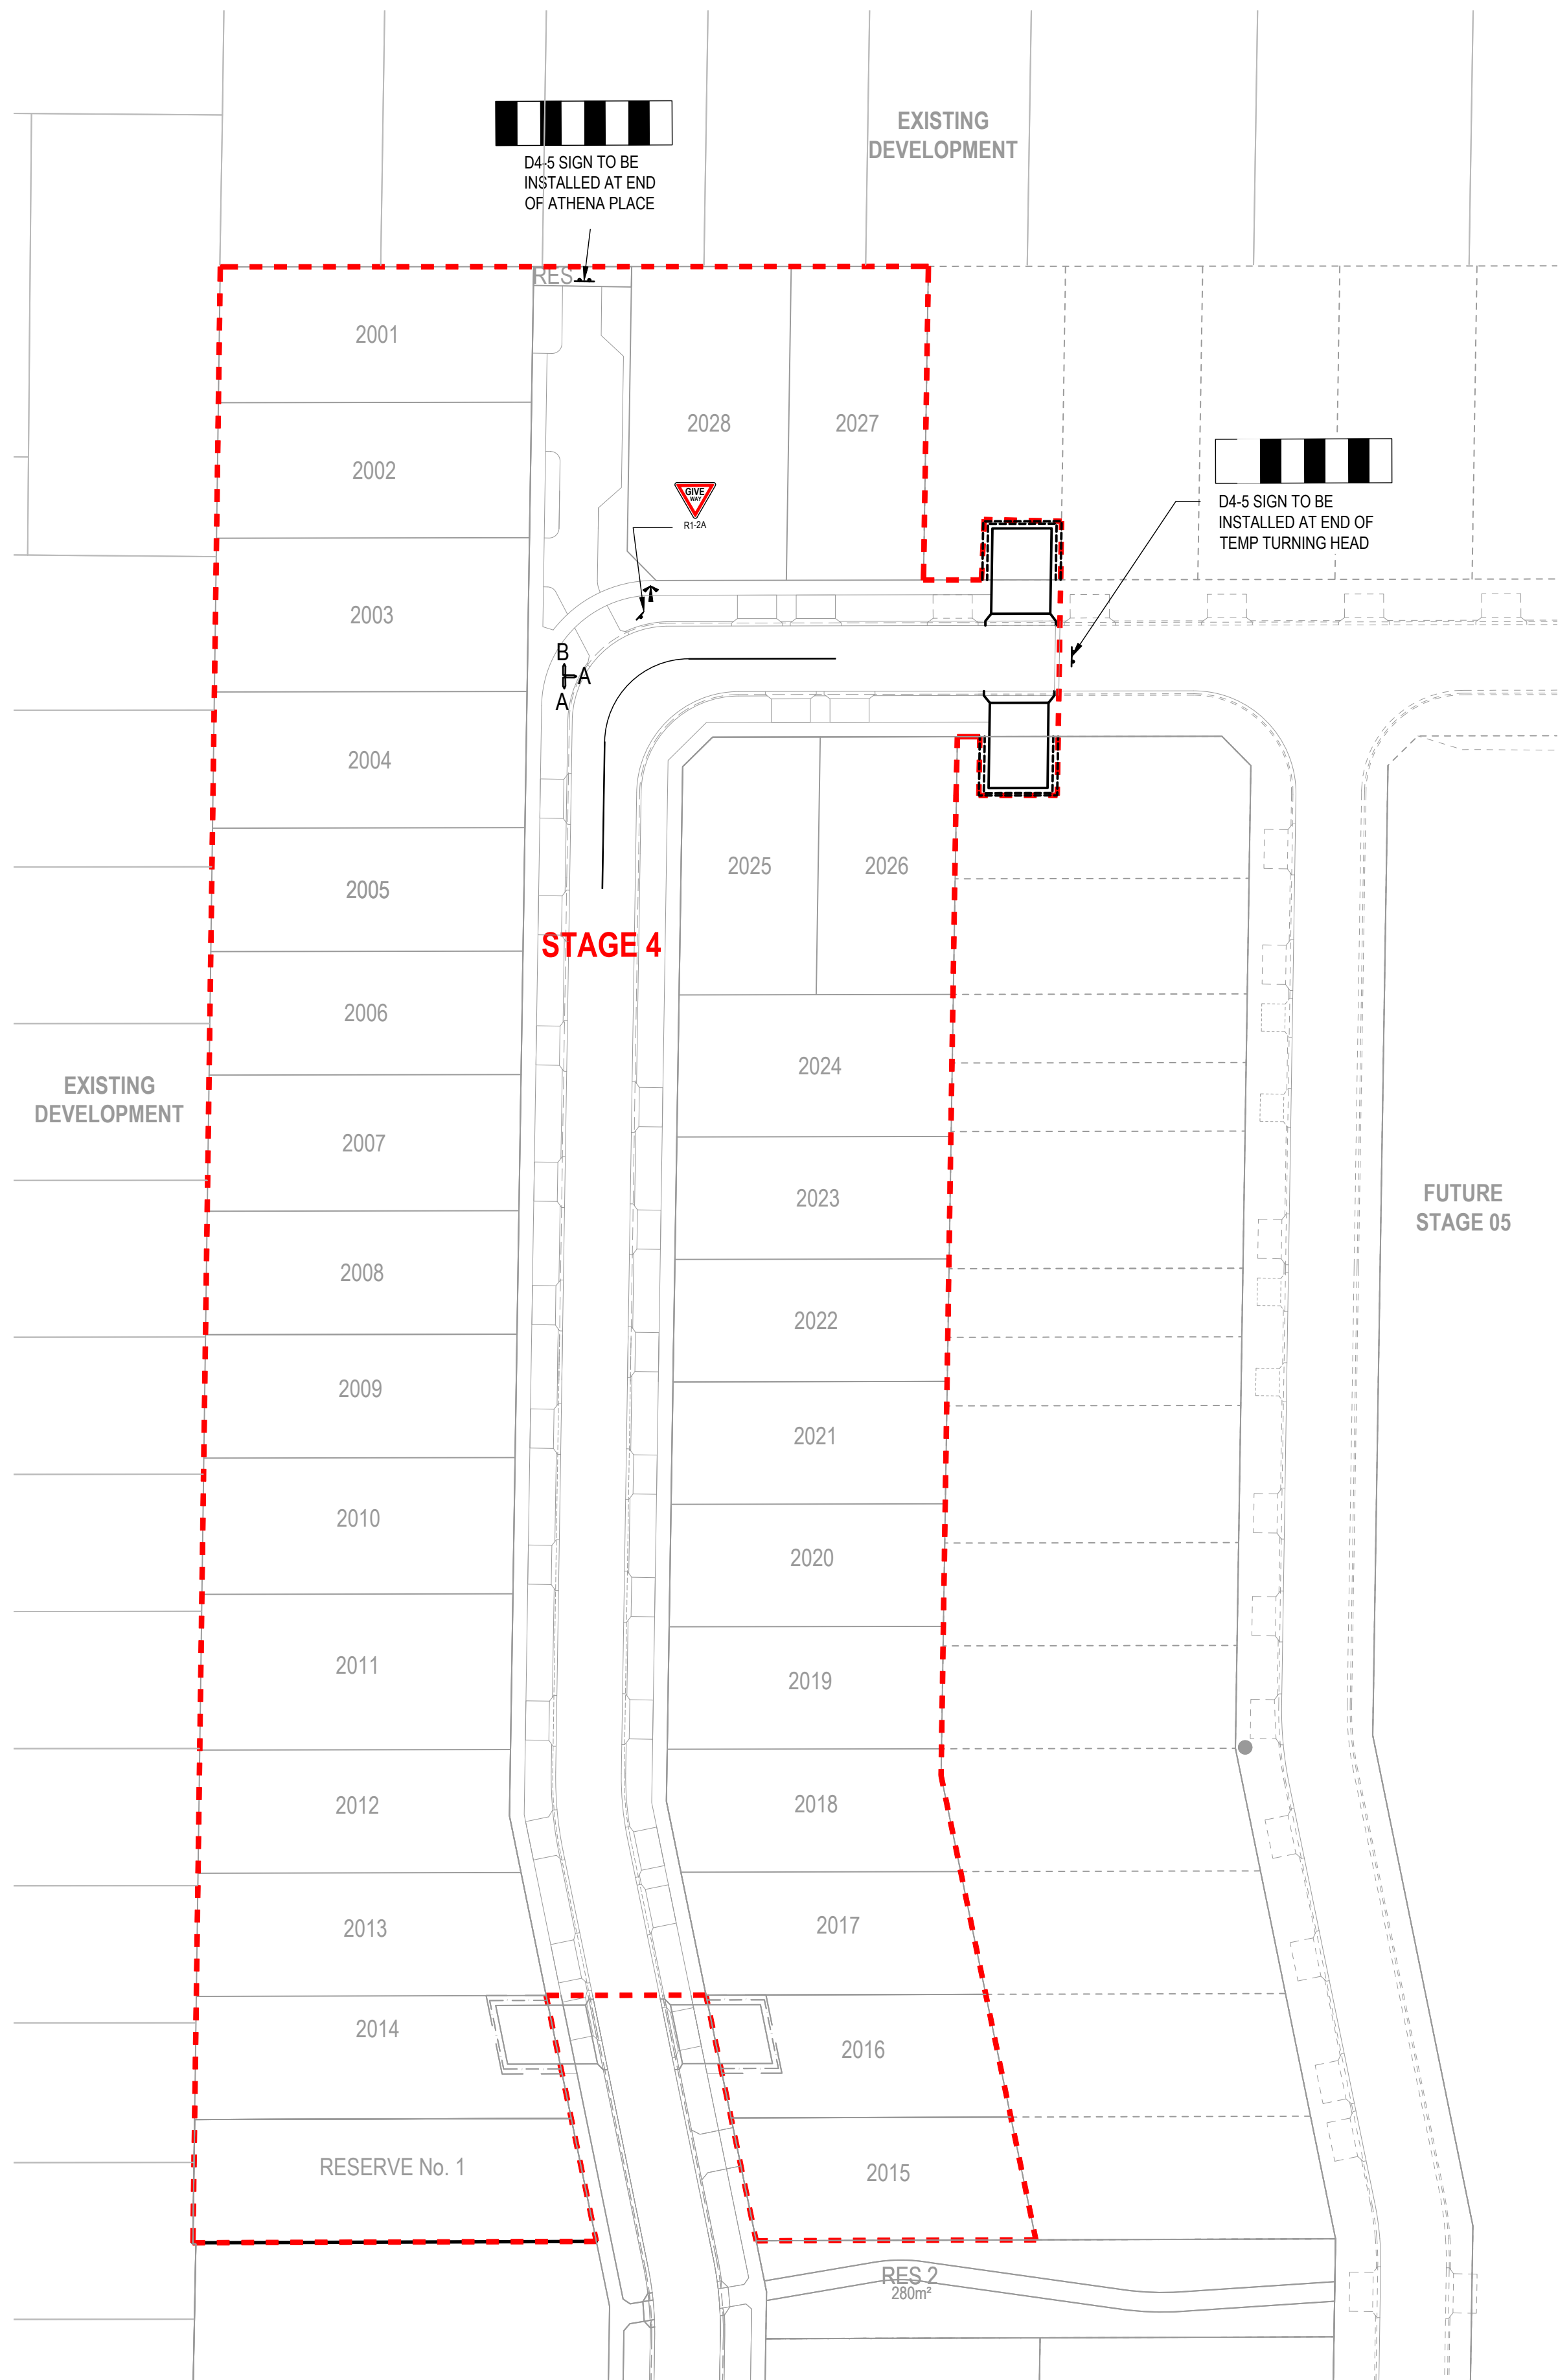 EXISTING
DEVELOPMENT
D4-5 SIGN TO BE
INSTALLED AT END
OF ATHENA PLACE
RES
2001
2002
2028
2027
GIVE
WAY
R1-2A
D4-5 SIGN TO BE
INSTALLED AT END OF
TEMP TURNING HEAD
2003
B
A
A
2004
2005
2025
2026
STAGE 4
2006
2024
EXISTING
DEVELOPMENT
2007
2023
FUTURE
STAGE 05
2008
2022
2009
2021
2010
2020
2011
2019
2012
2018
2013
2017
2014
2016
RESERVE No. 1
2015
RES 2
280m²